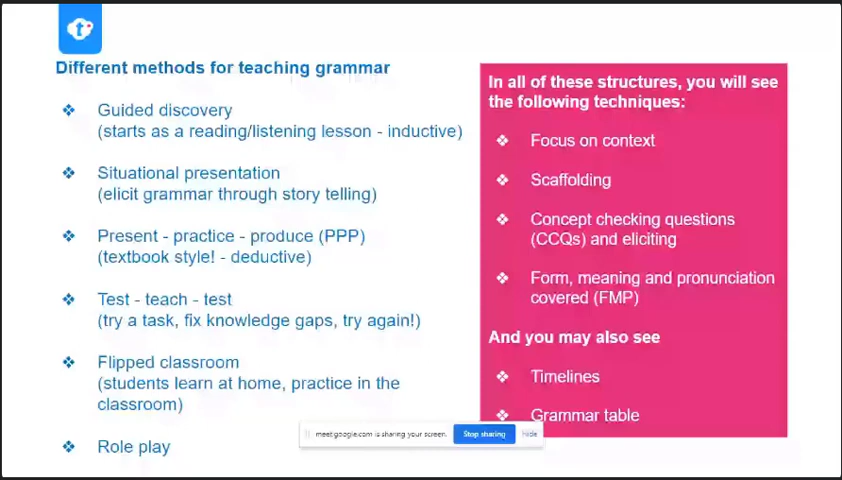 t
Different methods for teaching grammar
Guided discovery
(starts as a reading/listening lesson - inductive)
Situational presentation
(elicit grammar through story telling)
Present - practice - produce (PPP)
(textbook style! - deductive)
Test - teach - test
(try a task, fix knowledge gaps, try again!)
Flipped classroom
(students learn at home, practice in the
classroom)
Role play
In all of these structures, you will see
the following techniques:
Focus on context
Scaffolding
Concept checking questions
(CCQs) and eliciting
Form, meaning and pronunciation
covered (FMP)
And you may also see
Timelines
Grammar table
meet.google.com is sharing your screen. Stop sharing Hide